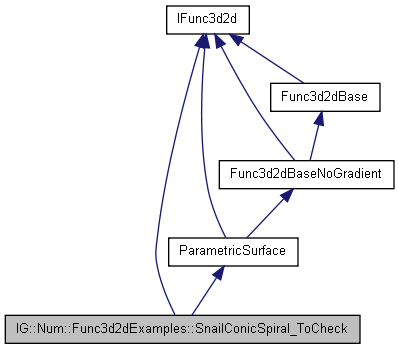 IFunc3d2d
Func3d2dBase
Func3d2dBaseNoGradient
ParametricSurface
IG::Num::Func3d2dExamples::SnailConicSpiral_ToCheck